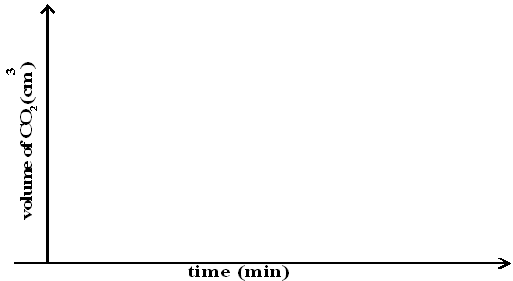 volume of CO₂(cm³)
time (min)